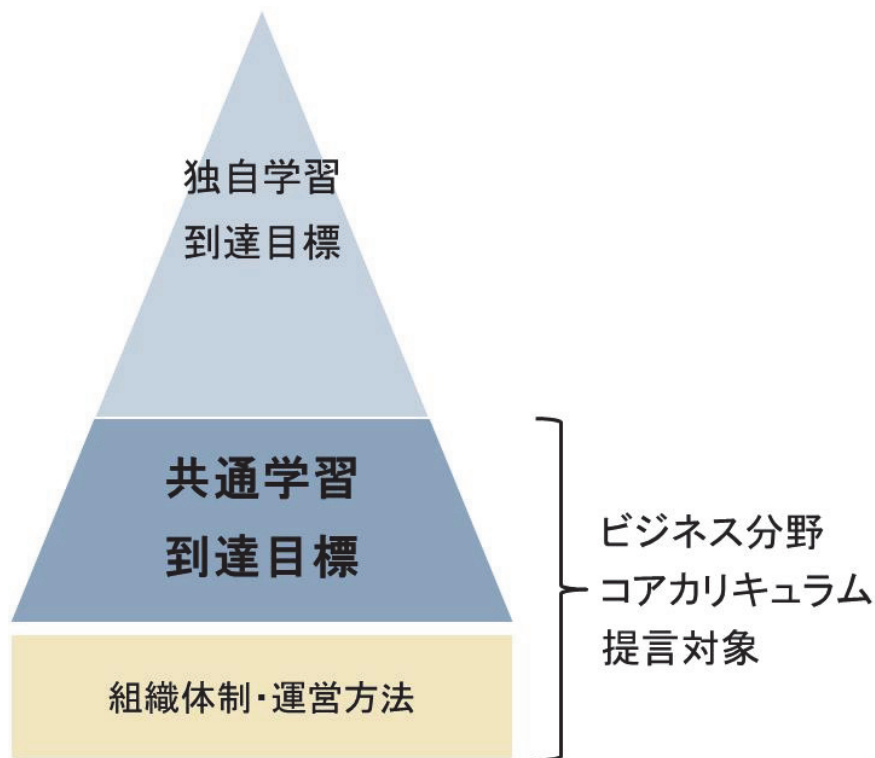 独自学習
到達目標
共通学習
到達目標
組織体制・運営方法
ビジネス分野
コアカリキュラム
提言対象